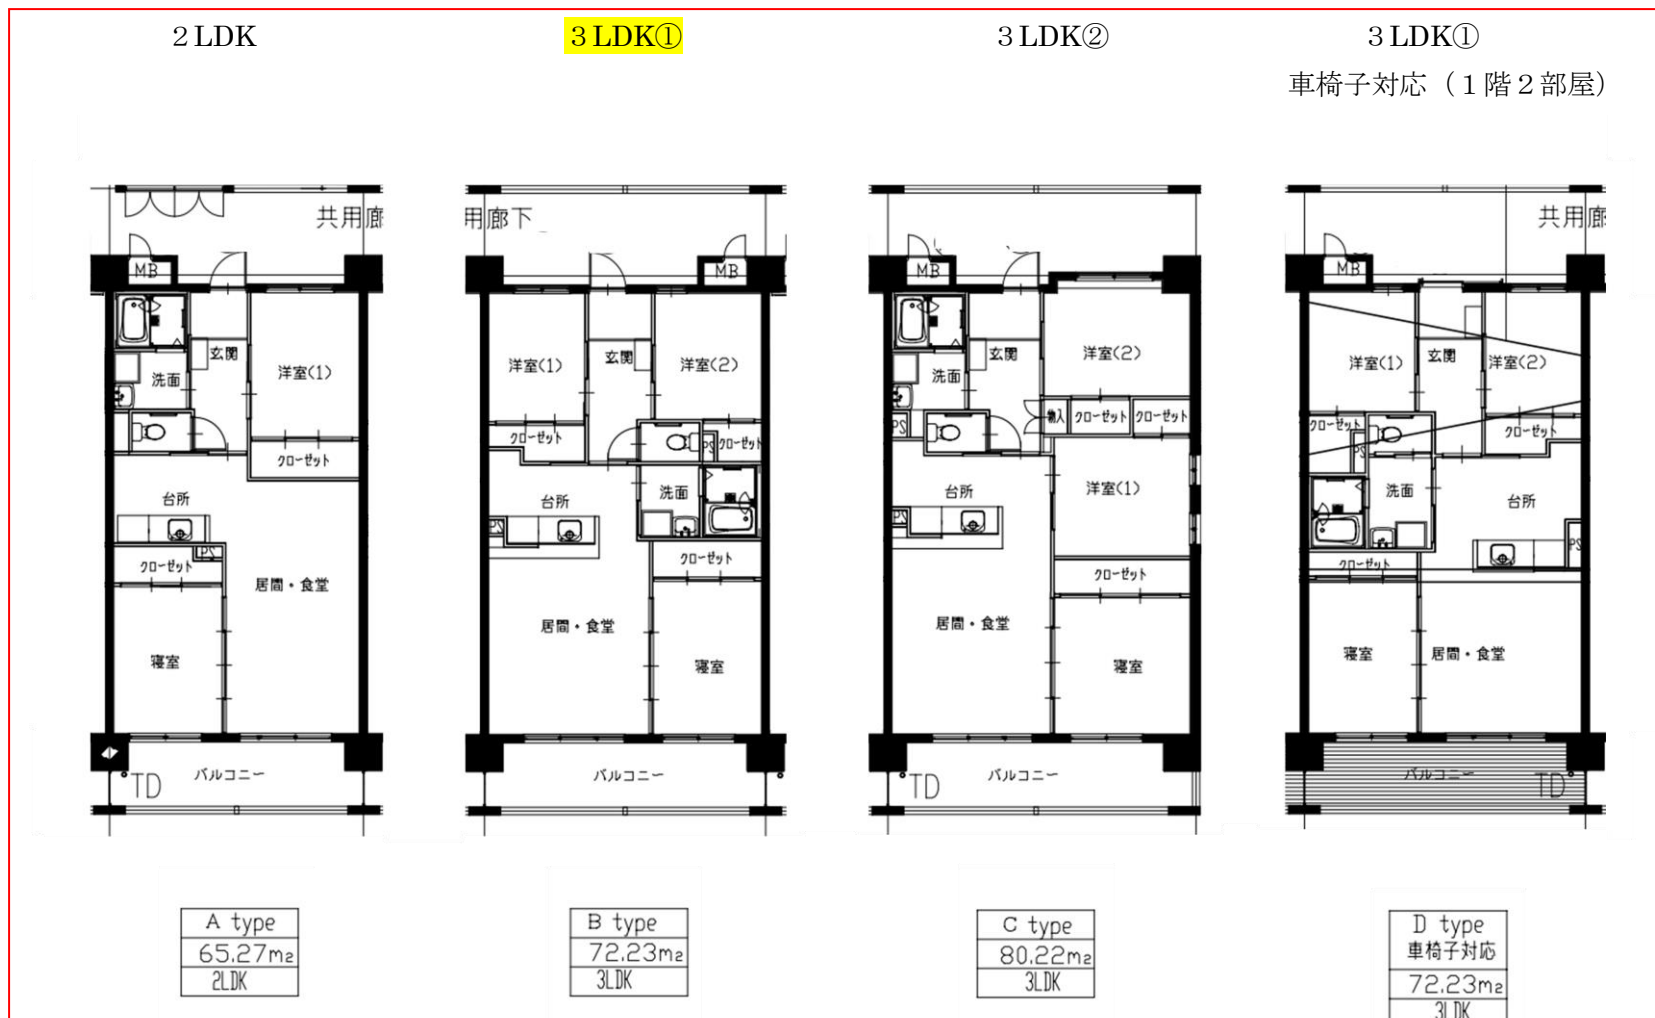 ２LDK
３LDK①
３LDK②
３LDK①
車椅子対応（１階２部屋）
共用廊
MB
玄関
洗面
洋室(1)
クローゼット
台所
PS
クローゼット
居間・食堂
寝室
バルコニー
TD
A type
65.27m2
2LDK
用廊下
MB
洋室(1)
玄関
洋室(2)
クローゼット
PS
クローゼット
台所
洗面
PS
クローゼット
居間・食堂
寝室
バルコニー
B type
72.23m2
3LDK
MB
玄関
洋室(2)
洗面
PS
物入
クローゼット
クローゼット
台所
洋室(1)
PS
クローゼット
居間・食堂
寝室
バルコニー
TD
C type
80.22m2
3LDK
共用廊
MB
洋室(1)
玄関
洋室(2)
クローゼット
PS
クローゼット
洗面
台所
PS
クローゼット
寝室
居間・食堂
バルコニー
TD
D type
車椅子対応
72.23m2
3LDK